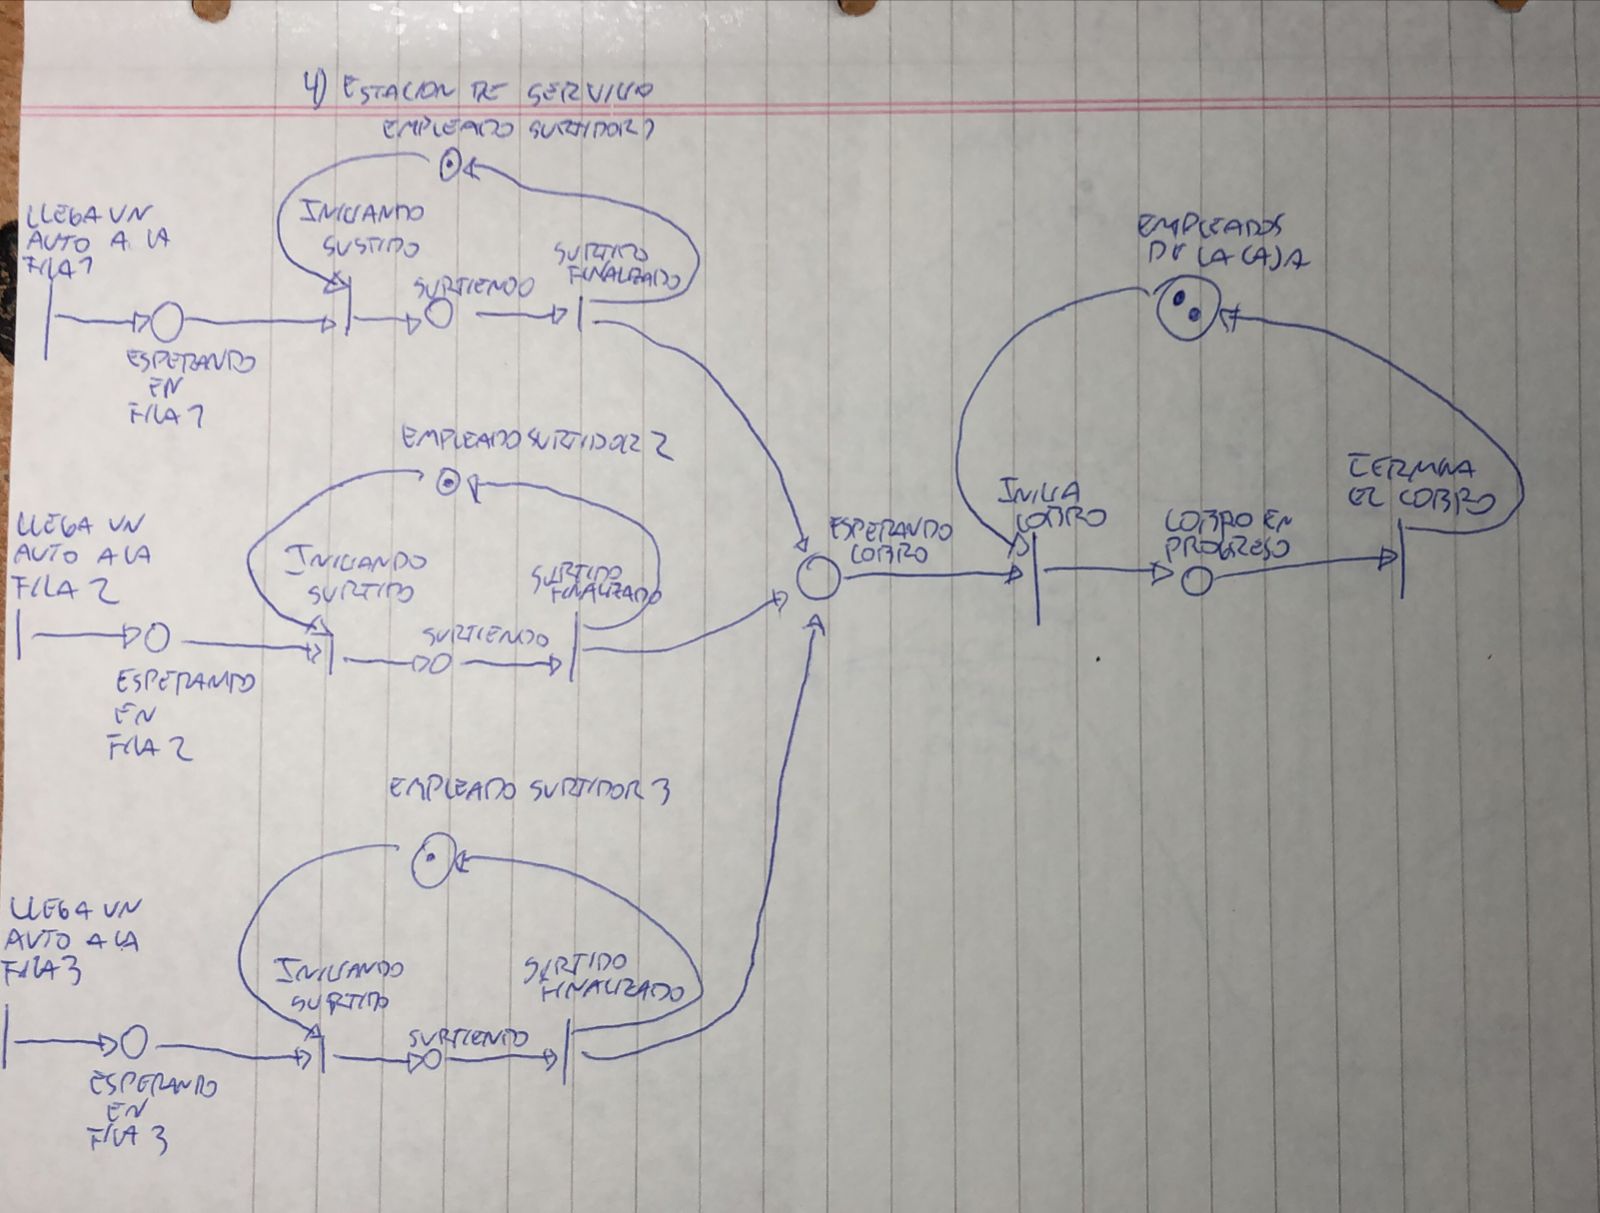 4) ESTACION DE SERVICIO
EMPLEADO SURTIDOR 1
LLEGA UN
AUTO A LA
FILA 1
INICIANDO
SUSTIDO
SURTIENDO
SURTIDO
FINALIZADO
ESPERANDO
EN
FILA 1
EMPLEADO SURTIDOR 2
LLEGA UN
AUTO A LA
FILA 2
INICIANDO
SURTIDO
SURTIENDO
SURTIDO
FINALIZADO
ESPERANDO
EN
FILA 2
EMPLEADO SURTIDOR 3
LLEGA UN
AUTO A LA
FILA 3
INICIANDO
SURTIDO
SURTIENDO
SURTIDO
FINALIZADO
ESPERANDO
EN
FILA 3
ESPERANDO
COBRO
EMPLEADOS
DE LA CAJA
INICIA
COBRO
COBRO EN
PROGRESO
TERMINA
EL COBRO